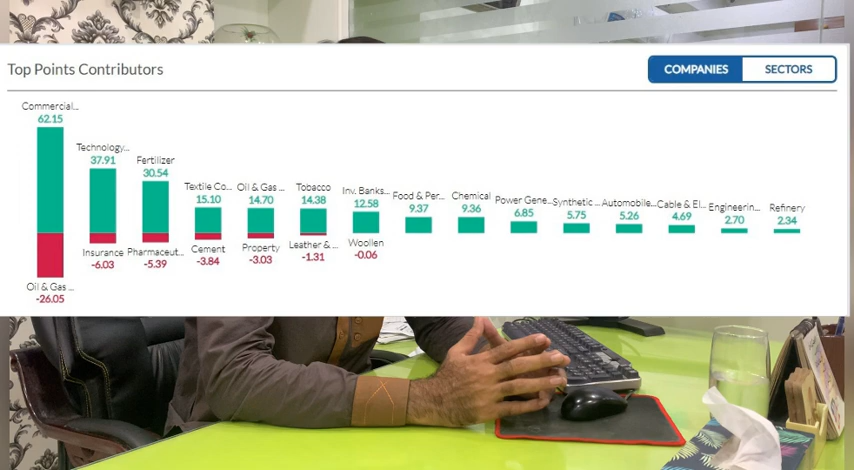 Top Points Contributors
COMPANIES
SECTORS
Commercial...
62.15
Technology...
37.91
Fertilizer
30.54
Textile Co...
15.10
Oil & Gas ...
14.70
Tobacco
14.38
Inv. Banks...
12.58
Food & Per...
9.37
Chemical
9.36
Power Gene...
6.85
Synthetic ...
5.75
Automobile...
5.26
Cable & El...
4.69
Engineerin...
2.70
Refinery
2.34
Oil & Gas ...
-26.05
Insurance
-6.03
Pharmaceut...
-5.39
Cement
-3.84
Property
-3.03
Leather & ...
-1.31
Woollen
-0.06